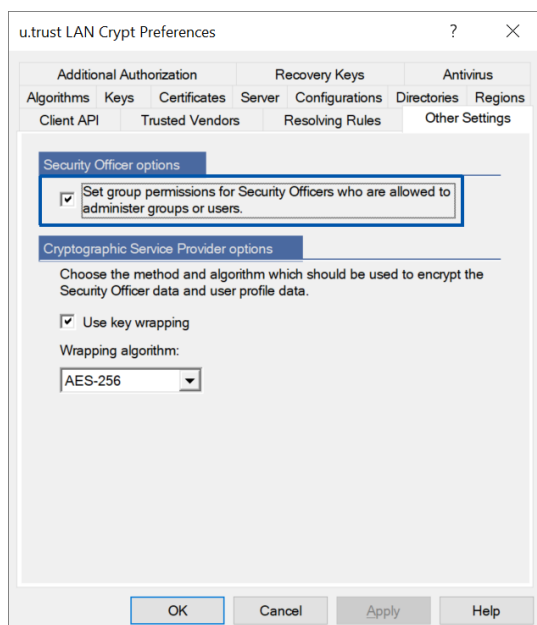 u.trust LAN Crypt Preferences
Additional Authorization Recovery Keys Antivirus
Algorithms Keys Certificates Server Configurations Directories Regions
Client API Trusted Vendors Resolving Rules Other Settings
Security Officer options
Set group permissions for Security Officers who are allowed to
administer groups or users.
Cryptographic Service Provider options
Choose the method and algorithm which should be used to encrypt the
Security Officer data and user profile data.
Use key wrapping
Wrapping algorithm:
AES-256
OK Cancel Apply Help